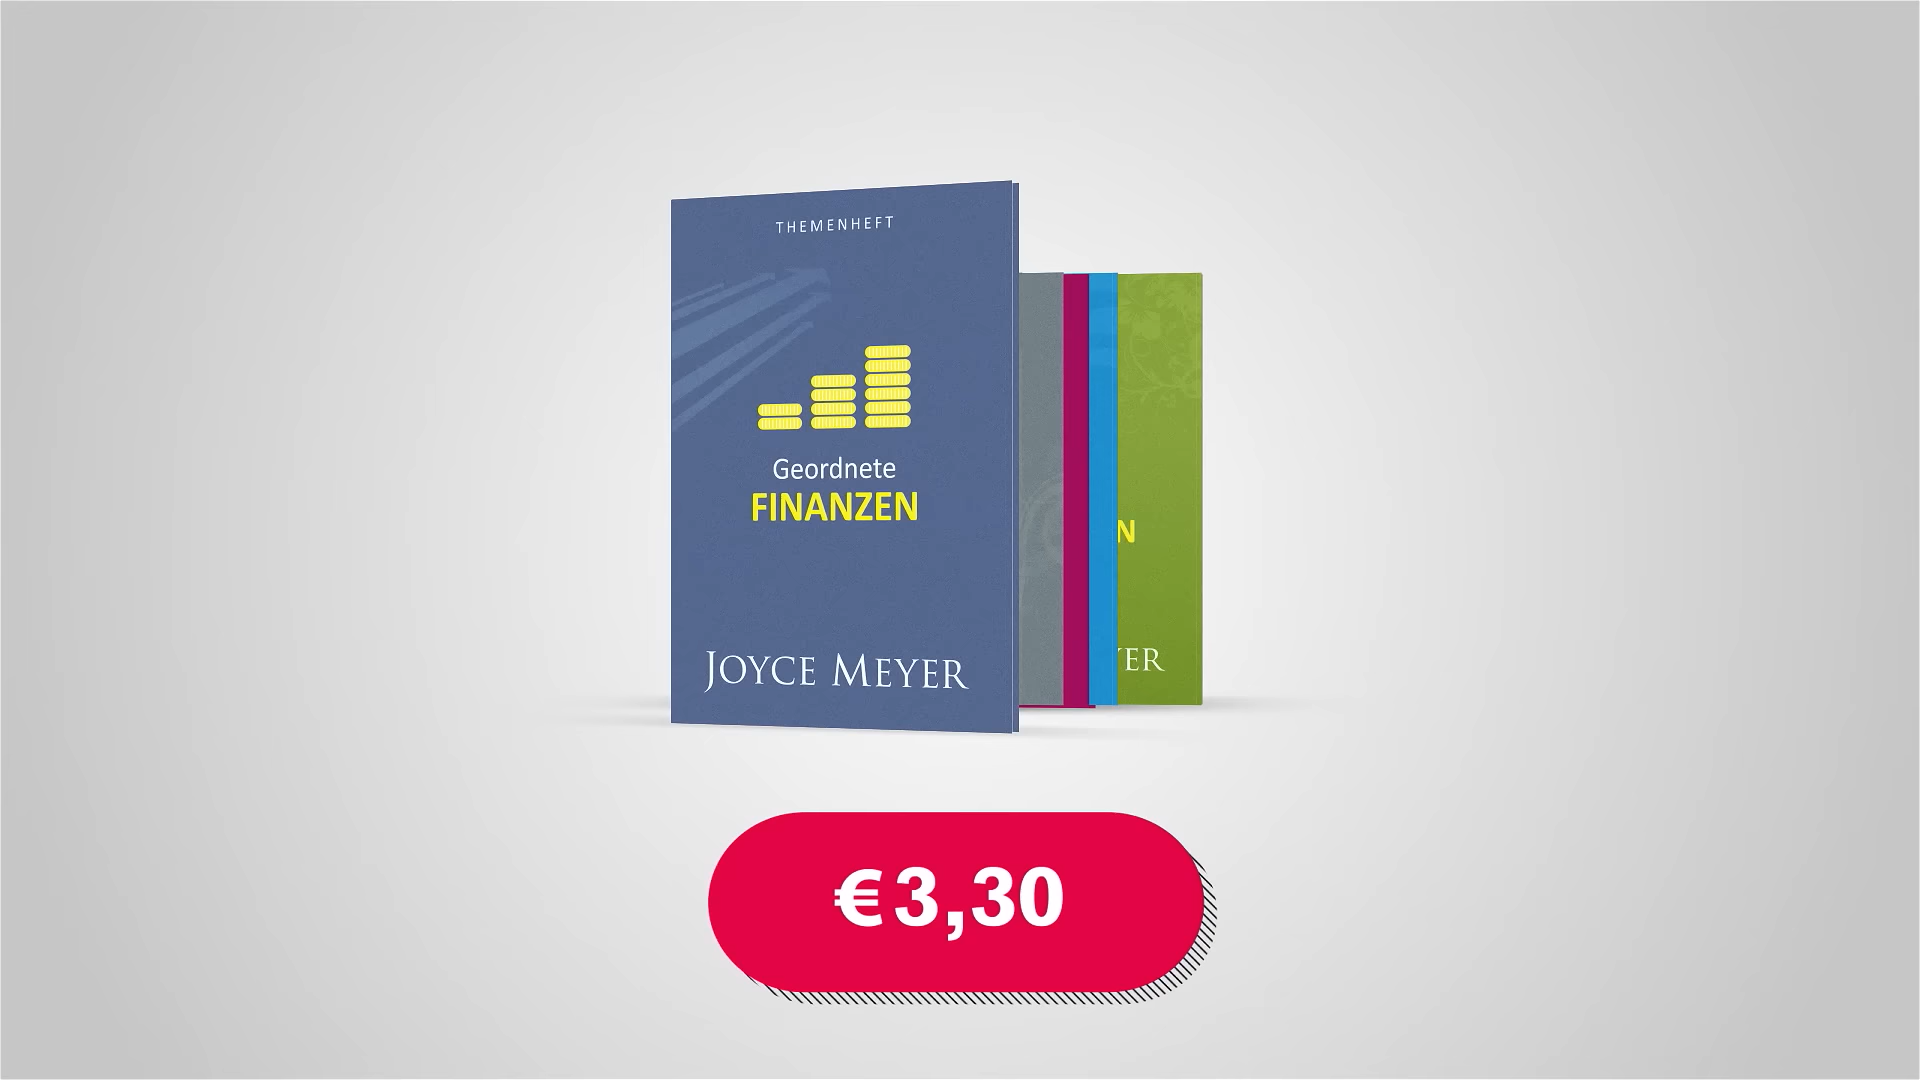 THEMENHEFT
Geordnete
FINANZEN
JOYCE MEYER
€3,30